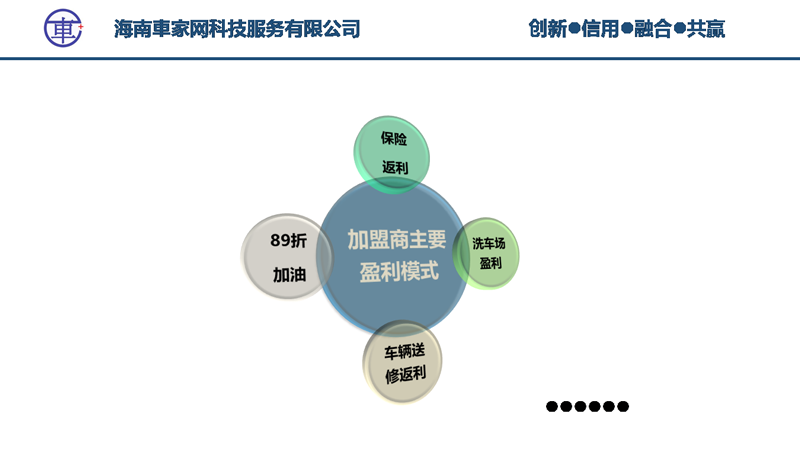 車
海南車家网科技服务有限公司
创新●信用●融合●共赢
保险
返利
加盟商主要
盈利模式
89折
加油
洗车场
盈利
车辆送
修返利
●●●●●●